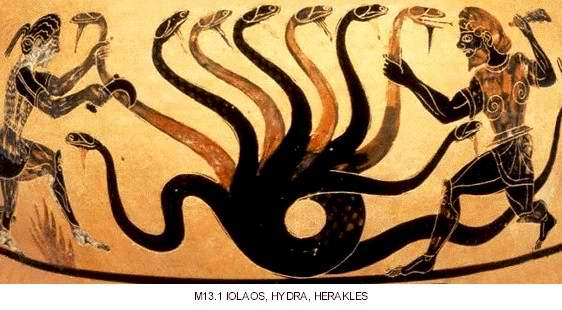 M13.1 IOLAOS, HYDRA, HERAKLES